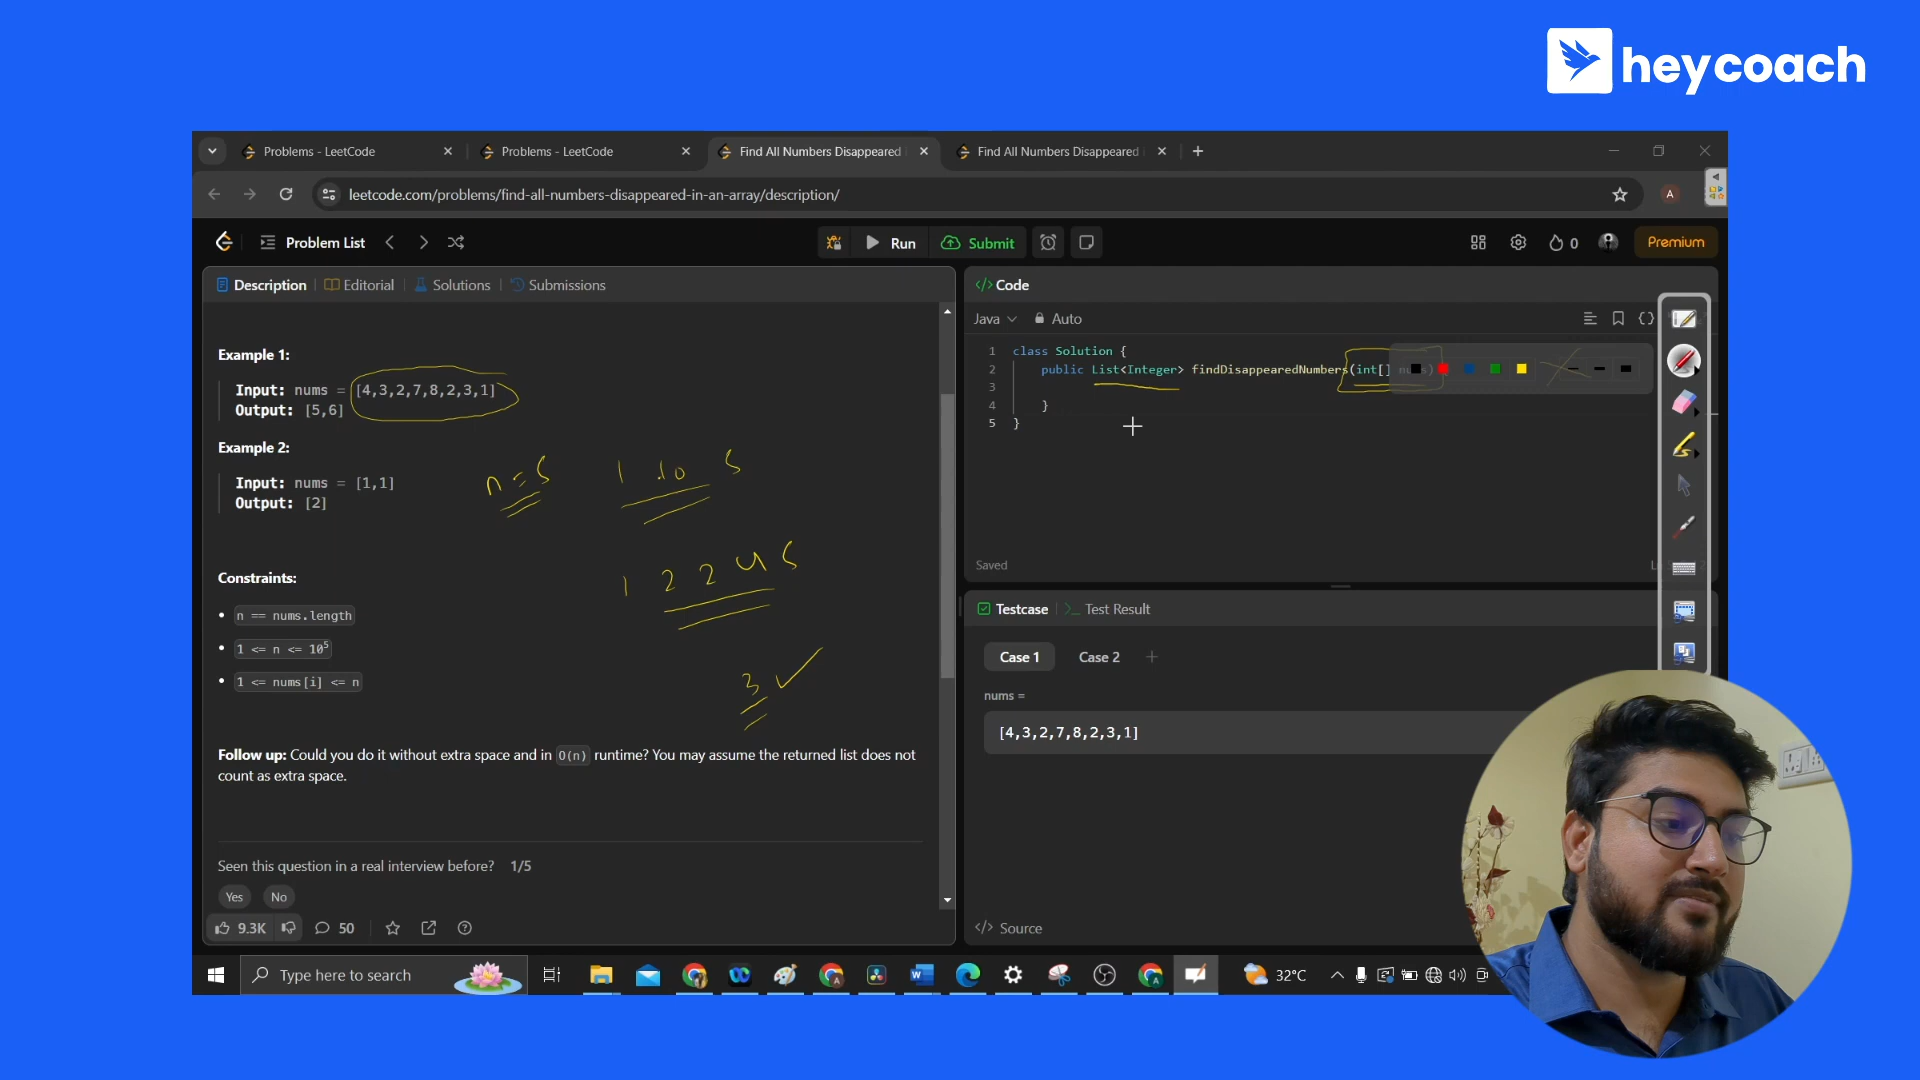 heycoach
Problems - LeetCode
Problems - LeetCode
Find All Numbers Disappeared
Find All Numbers Disappeared
leetcode.com/problems/find-all-numbers-disappeared-in-an-array/description/
A
Problem List
Run
Submit
0
Premium
Description
Editorial
Solutions
Submissions
Example 1:
Input: nums = [4,3,2,7,8,2,3,1]
Output: [5,6]
Example 2:
Input: nums = [1,1]
Output: [2]
n = 5
1 to 5
1 2 2 4 5
3
Constraints:
n == nums.length
1 <= n <= 10^5
1 <= nums[i] <= n
Follow up: Could you do it without extra space and in O(n) runtime? You may assume the returned list does not
count as extra space.
Seen this question in a real interview before? 1/5
Yes
No
9.3K
50
</> Code
Java
Auto
1 class Solution {
2 public List<Integer> findDisappearedNumbers(int[]
3
4 }
5 }
Saved
Testcase
Test Result
Case 1
Case 2
nums =
[4,3,2,7,8,2,3,1]
</> Source
Type here to search
32°C